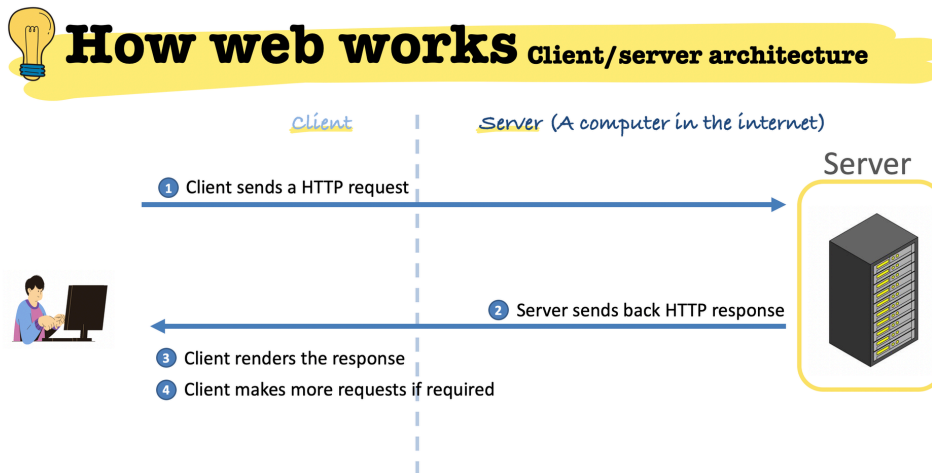 How web works Client/server architecture
Client
Server (A computer in the internet)
Server
1 Client sends a HTTP request
2 Server sends back HTTP response
3 Client renders the response
4 Client makes more requests if required